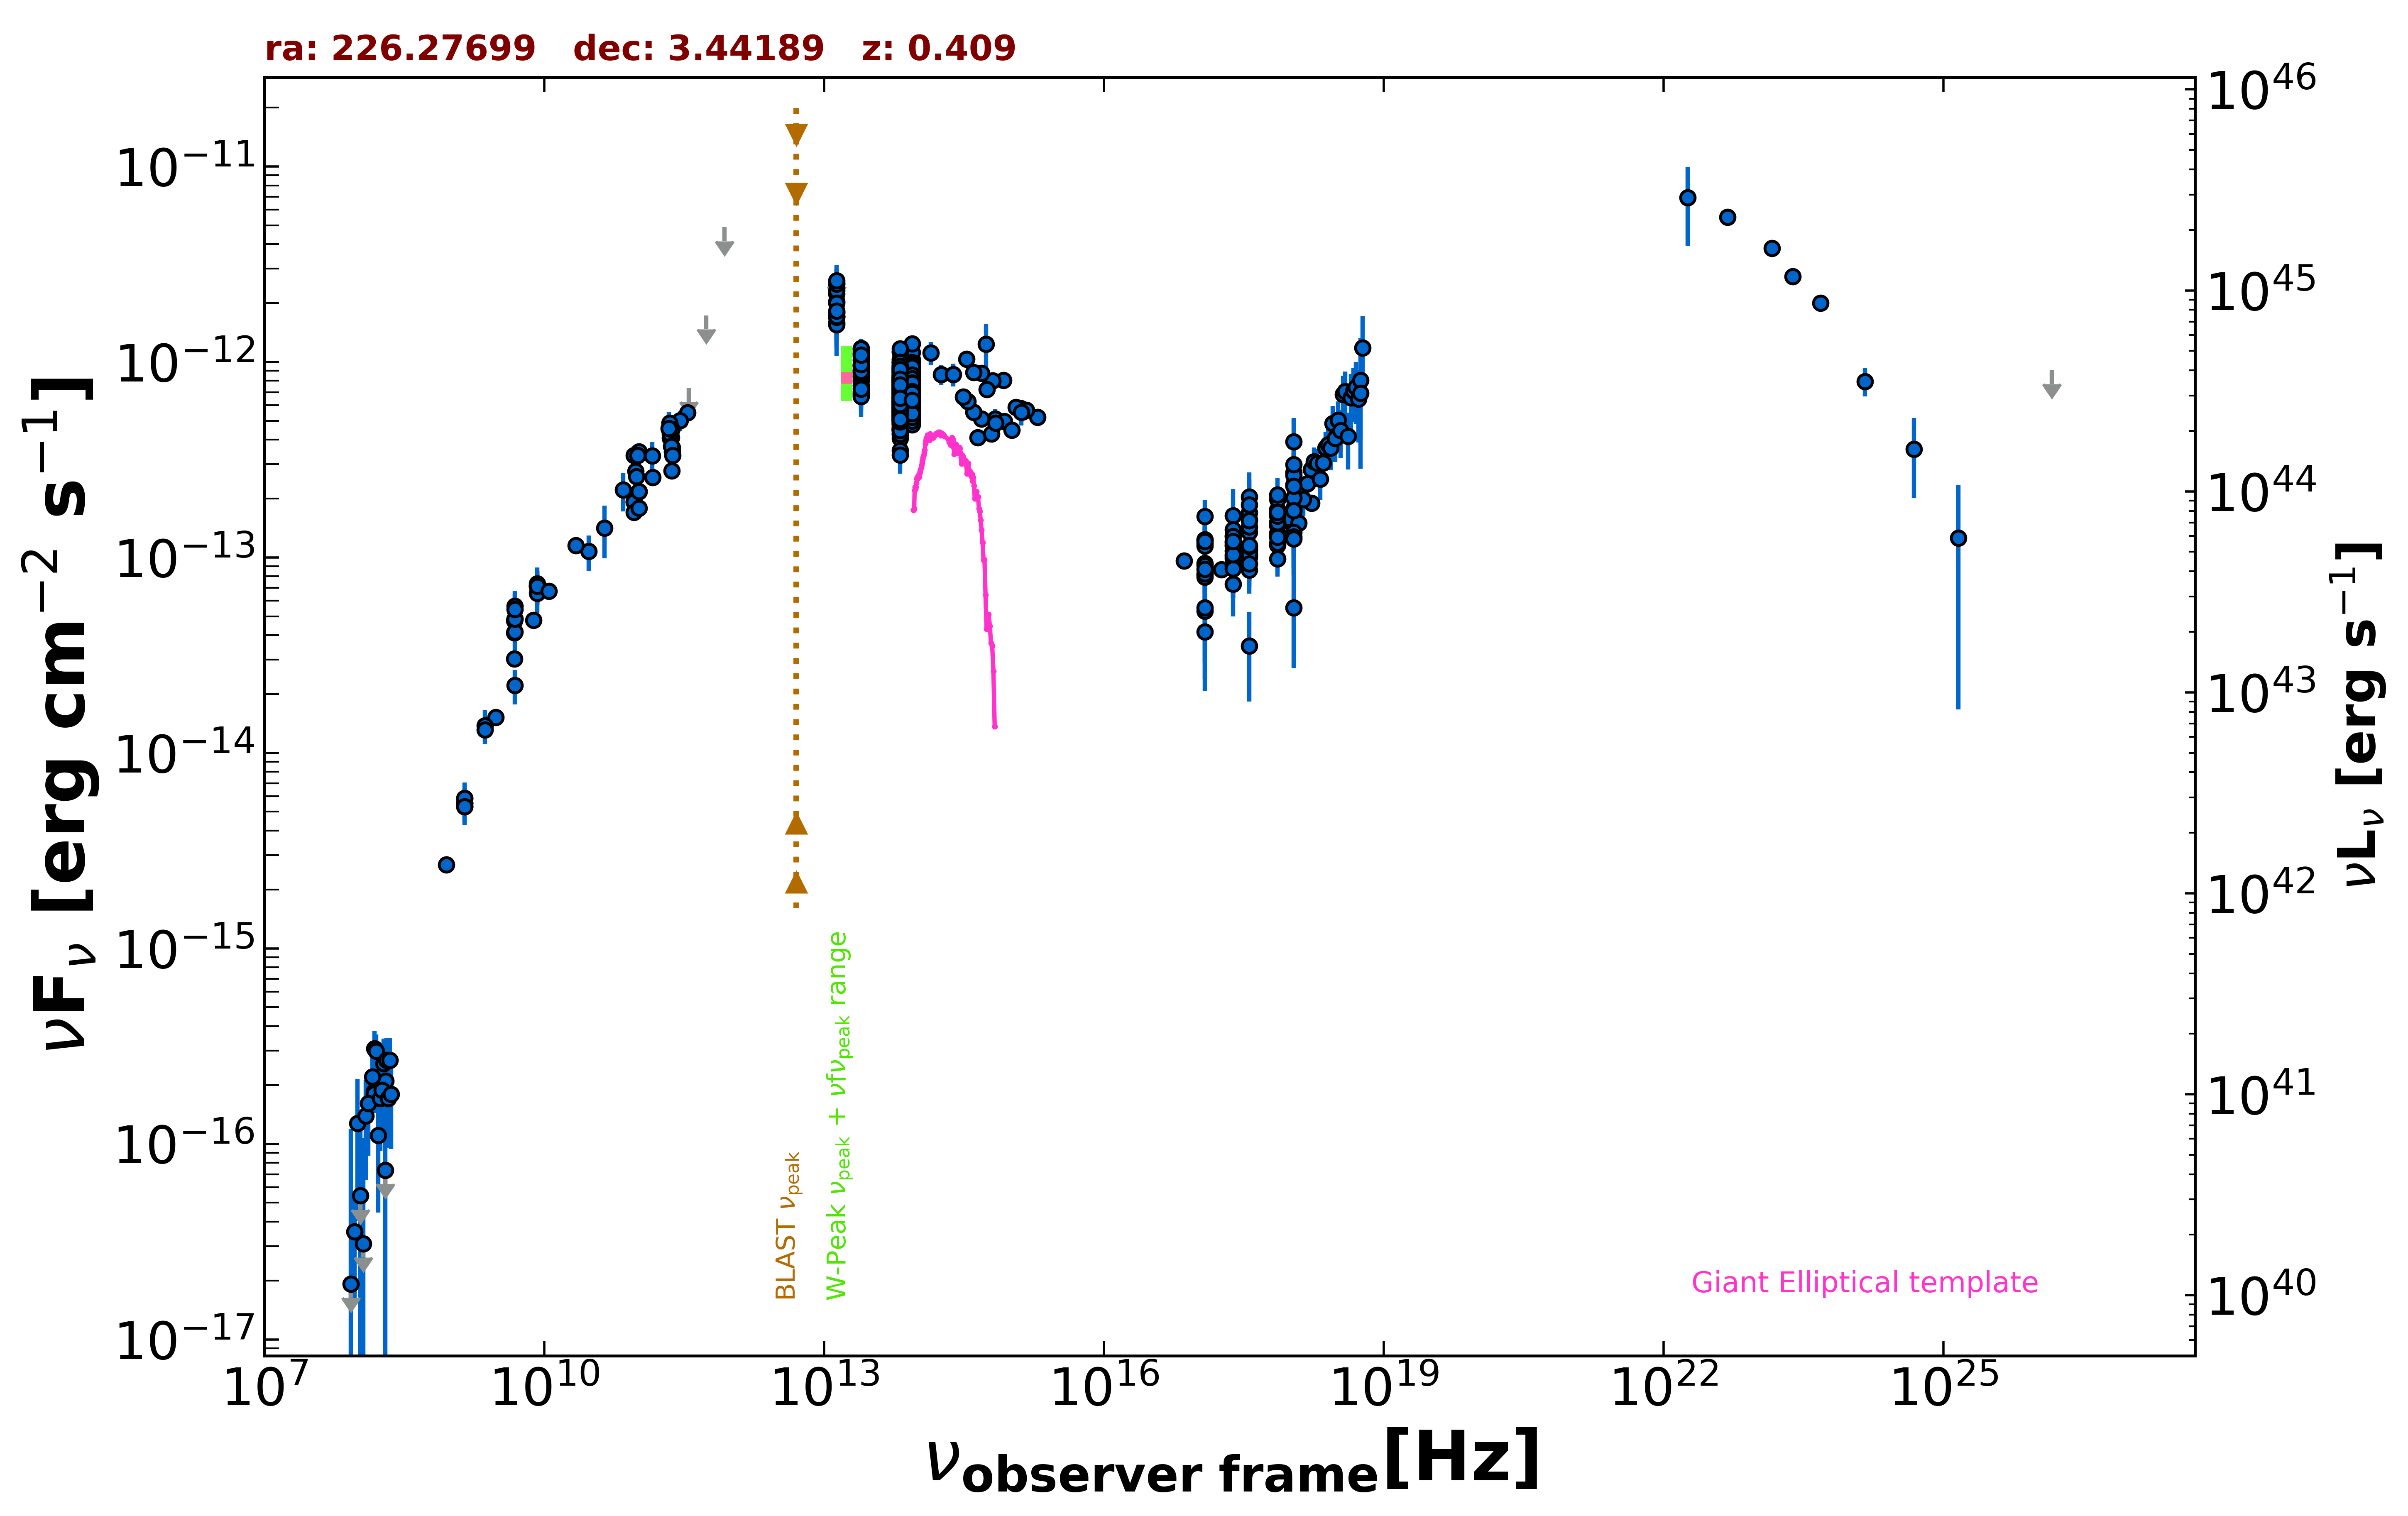 ra: 226.27699 dec: 3.44189 z: 0.409
νF_ν [erg cm^−2 s^−1]
10^−11
10^−12
10^−13
10^−14
10^−15
10^−16
10^−17
10^46
10^45
10^44
10^43
10^42
10^41
10^40
νL_ν [erg s^−1]
BLAST ν_peak
W-Peak ν_peak + νfν_peak range
Giant Elliptical template
10^7 10^10 10^13 10^16 10^19 10^22 10^25
ν_observer frame [Hz]